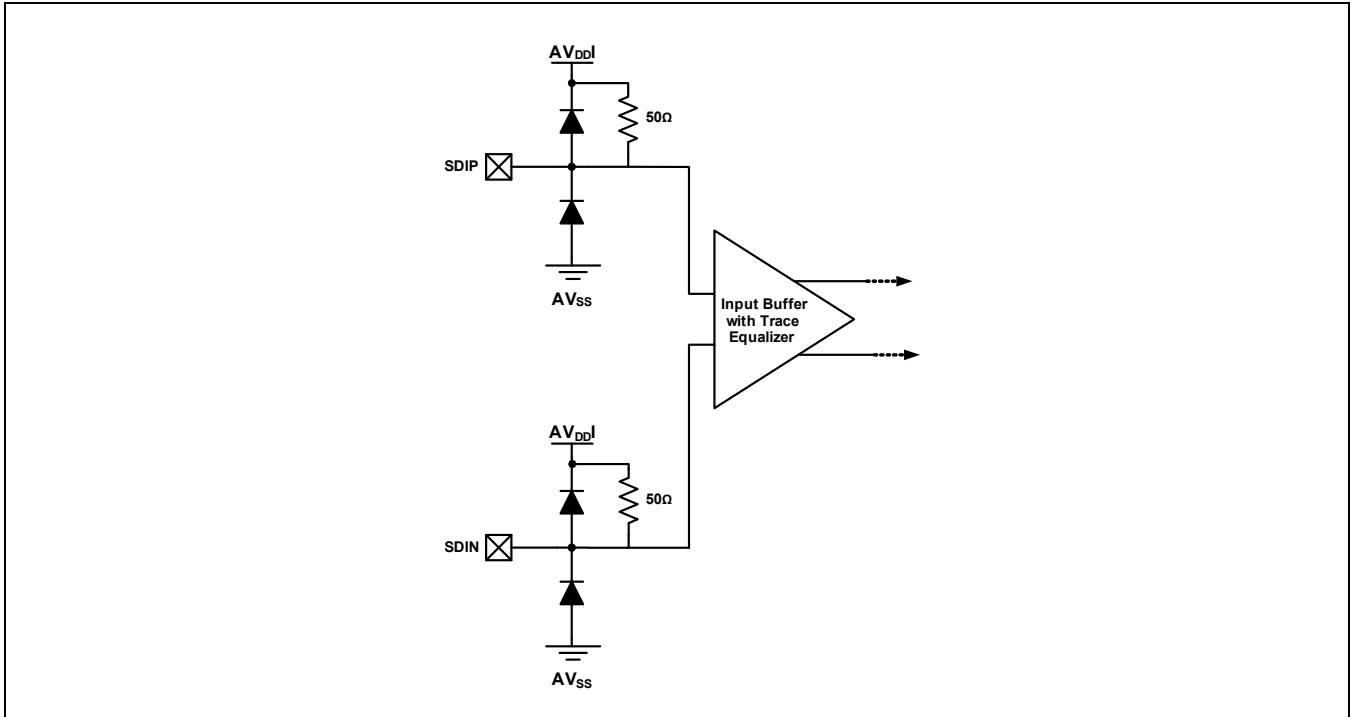 AVDDI
50Ω
SDIP
AVSS
Input Buffer
with Trace
Equalizer
AVDDI
50Ω
SDIN
AVSS